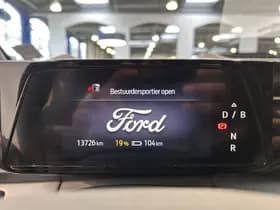 Bestuurdersportier open
Ford
D / B
N
R
13726 km 19 % 104 km